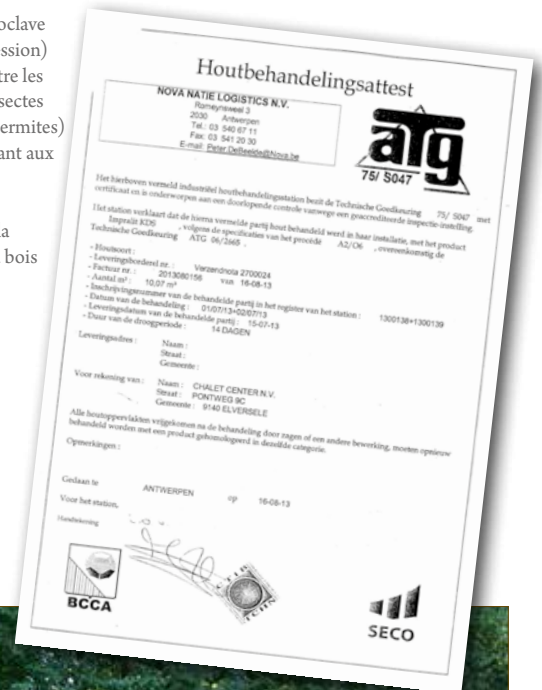 oclave
ession)
tre les
sectes
ermites)
ant aux
a
bois
Houtbehandelingsattest
NOVA NATIE LOGISTICS N.V.
Romeynsweel 3
2030 Antwerpen
Tel.: 03 540 67 11
Fax: 03 541 20 30
E-mail: Peter.DeBeelde@Nova.be
atg
75/ S047
Het hierboven vermeld industriëel houtbehandelingsstation bezit de Technische Goedkeuring 75/ S047 met
certificaat en is onderworpen aan een doorlopende controle vanwege een geaccrediteerde inspectie-instelling.
Het station verklaart dat de hierna vermelde partij hout behandeld werd in haar installatie, met het product
Impralit KDS , volgens de specificaties van het procédé A2/O6 , overeenkomstig de
Technische Goedkeuring ATG 06/2665 .
- Houtsoort :
- Leveringsborderel nr. : Verzendnota 2700024
- Factuur nr. : 2013080156 van 16-08-13
- Aantal m³ : 10,07 m³
- Inschrijvingsnummer van de behandelde partij in het register van het station : 1300138+1300139
- Datum van de behandeling : 01/07/13+02/07/13
- Leveringsdatum van de behandelde partij : 15-07-13
- Duur van de droogperiode : 14 DAGEN
Leveringsadres : Naam :
Straat :
Gemeente :
Voor rekening van : Naam : CHALET CENTER N.V.
Straat : PONTWEG 9C
Gemeente : 9140 ELVERSELE
Alle houtoppervlakten vrijgekomen na de behandeling door zagen of een andere bewerking, moeten opnieuw
behandeld worden met een product gehomologeerd in dezelfde categorie.
Opmerkingen :
Gedaan te ANTWERPEN op 16-08-13
Voor het station,
Handtekening
BCCA
SECO